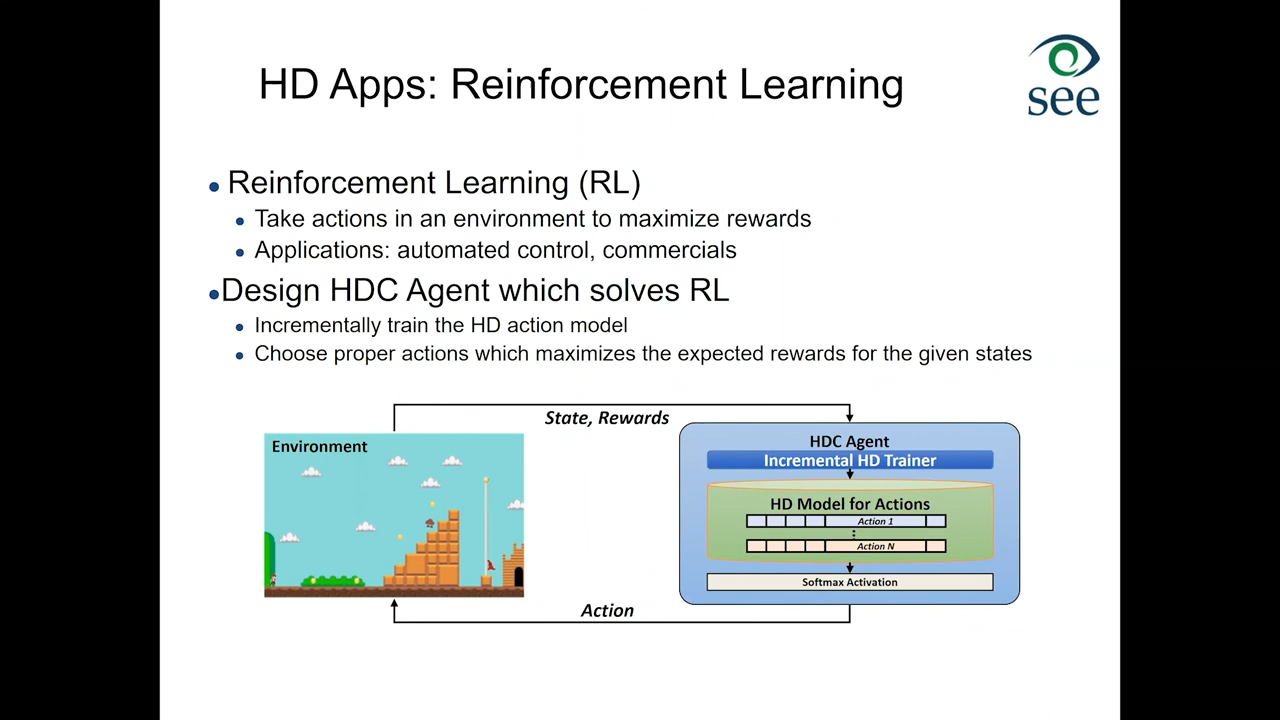 HD Apps: Reinforcement Learning
see
Reinforcement Learning (RL)
Take actions in an environment to maximize rewards
Applications: automated control, commercials
Design HDC Agent which solves RL
Incrementally train the HD action model
Choose proper actions which maximizes the expected rewards for the given states
State, Rewards
Environment
HDC Agent
Incremental HD Trainer
HD Model for Actions
Action 1
Action N
Softmax Activation
Action